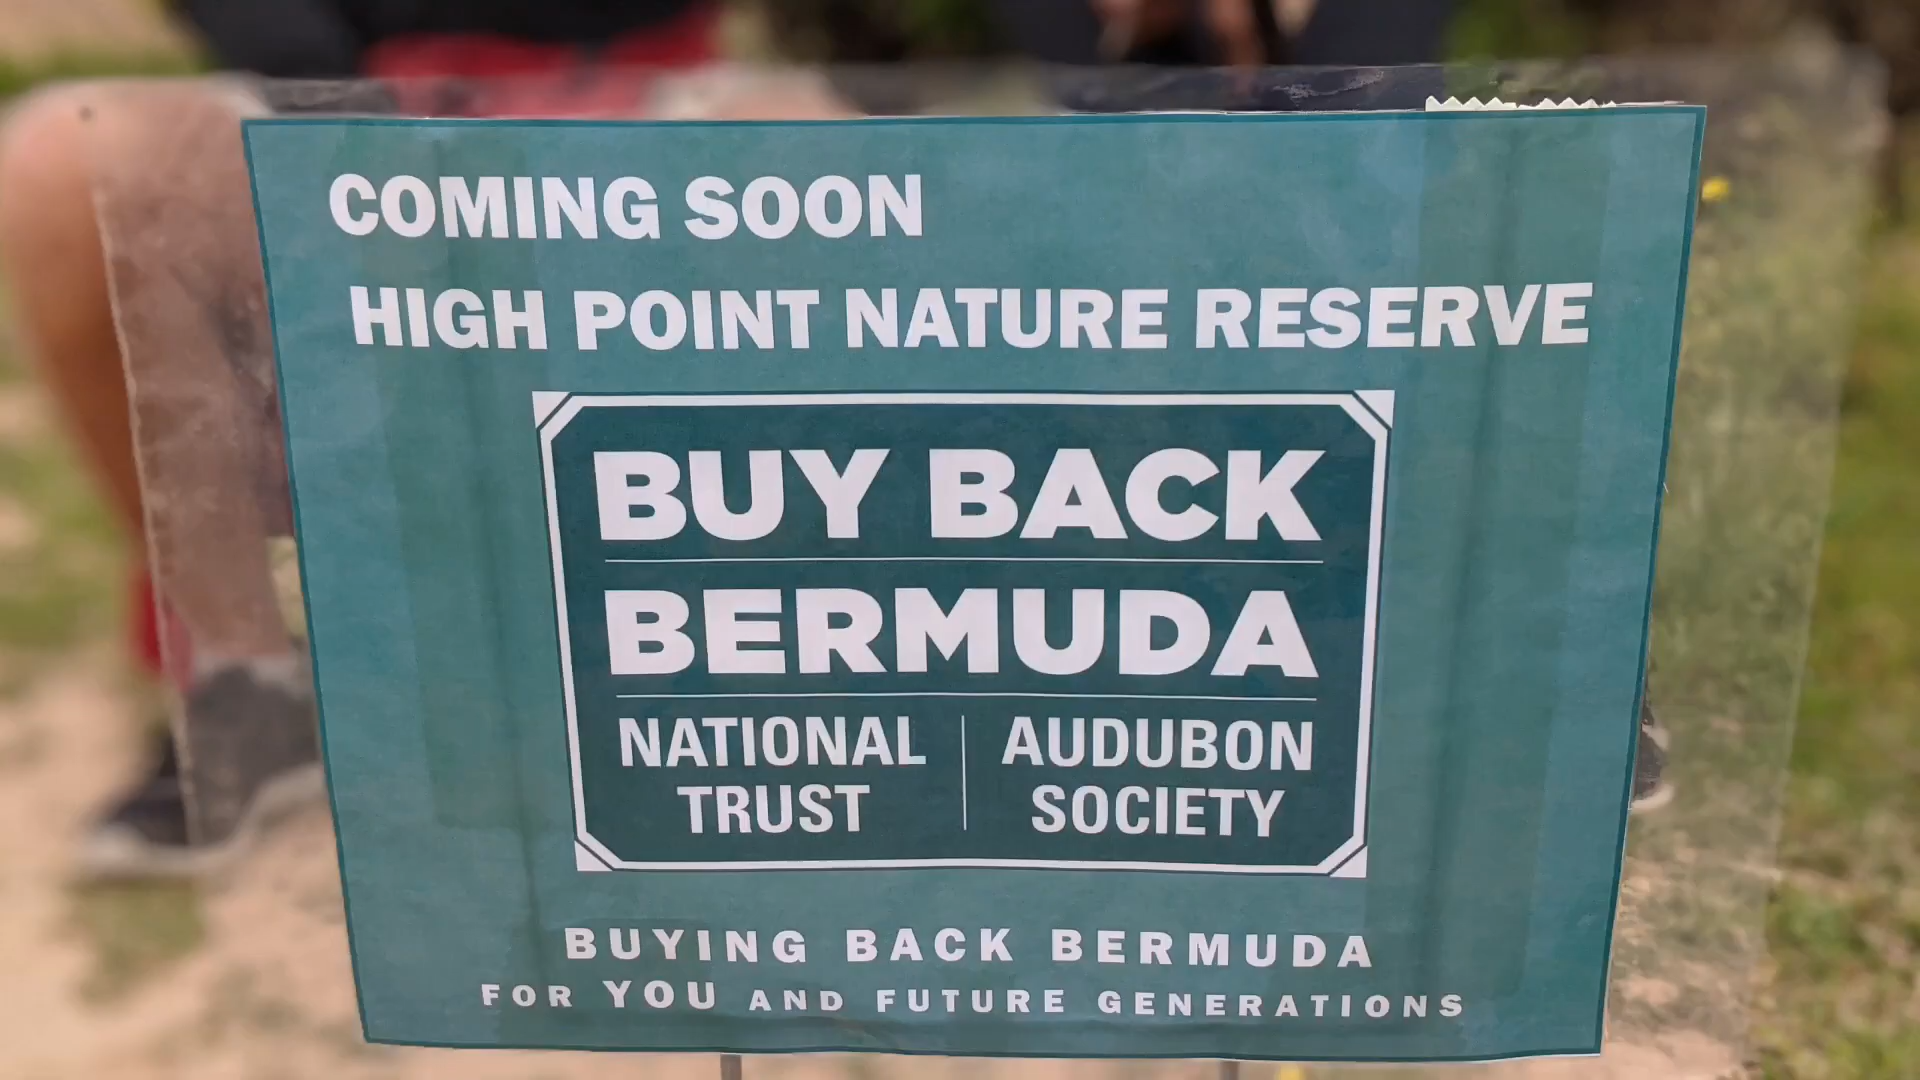 COMING SOON
HIGH POINT NATURE RESERVE
BUY BACK
BERMUDA
NATIONAL TRUST
AUDUBON SOCIETY
BUYING BACK BERMUDA
FOR YOU AND FUTURE GENERATIONS